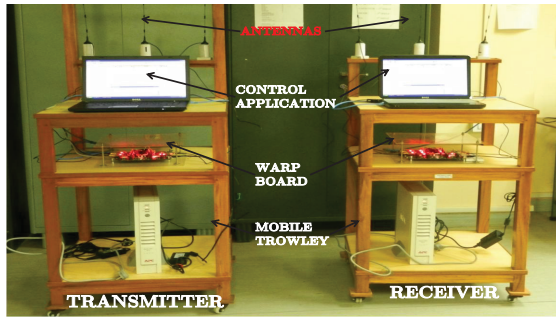 ANTENNAS
CONTROL
APPLICATION
WARP
BOARD
MOBILE
TROWLEY
TRANSMITTER
RECEIVER